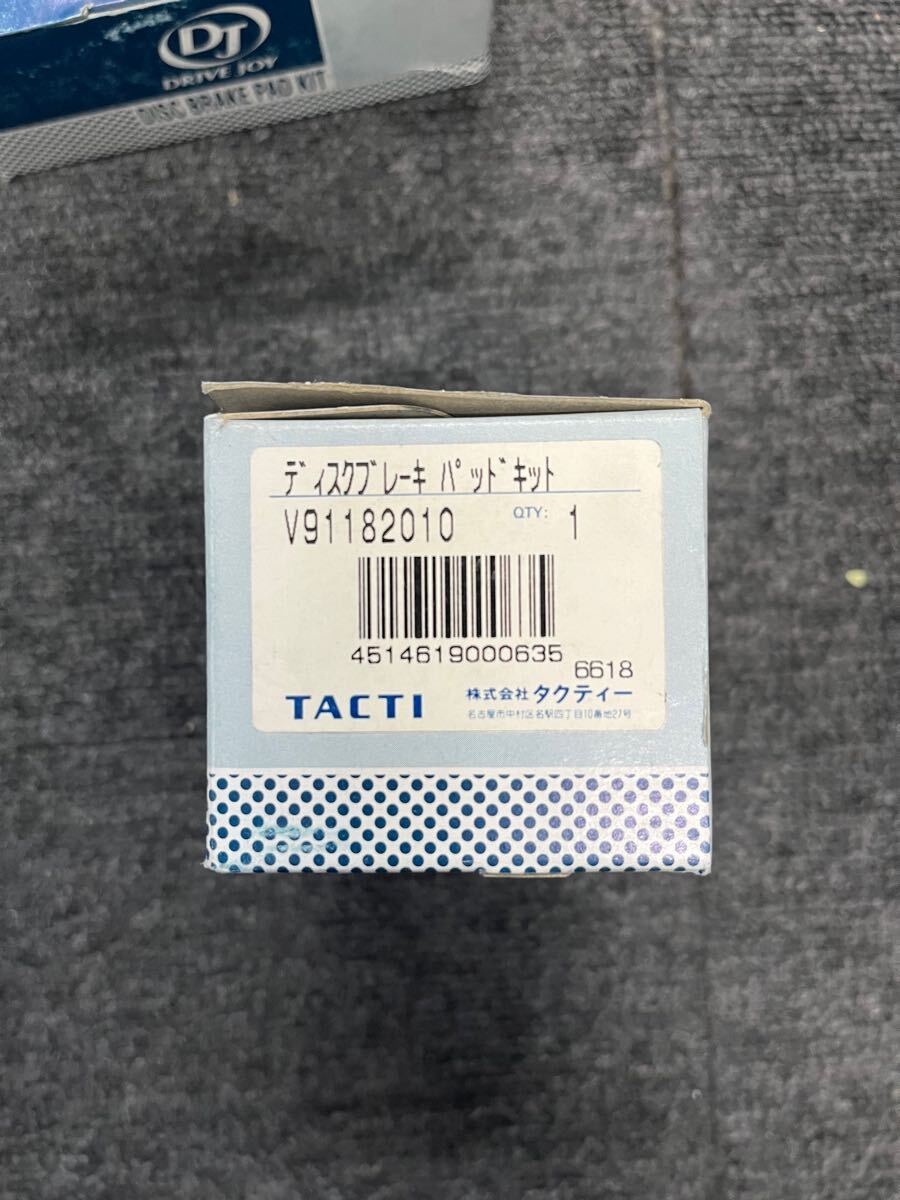 DJ
DRIVE JOY
DISC BRAKE PAD KIT
ディスクブレーキ パッドキット
V91182010 QTY: 1
4514619000635
6618
TACTI 株式会社タクティー
名古屋市中村区名駅四丁目10番地27号